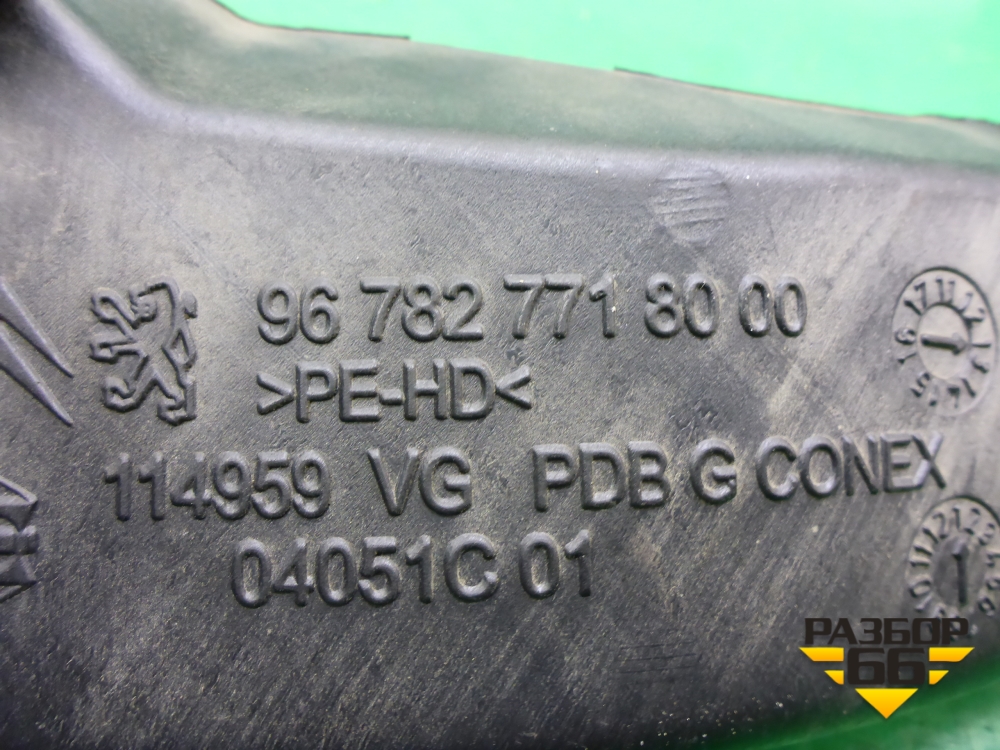 96 782 771 80 00
>PE-HD<
114959 VG PDB G CONEX
04051C 01
РАЗБОР
66